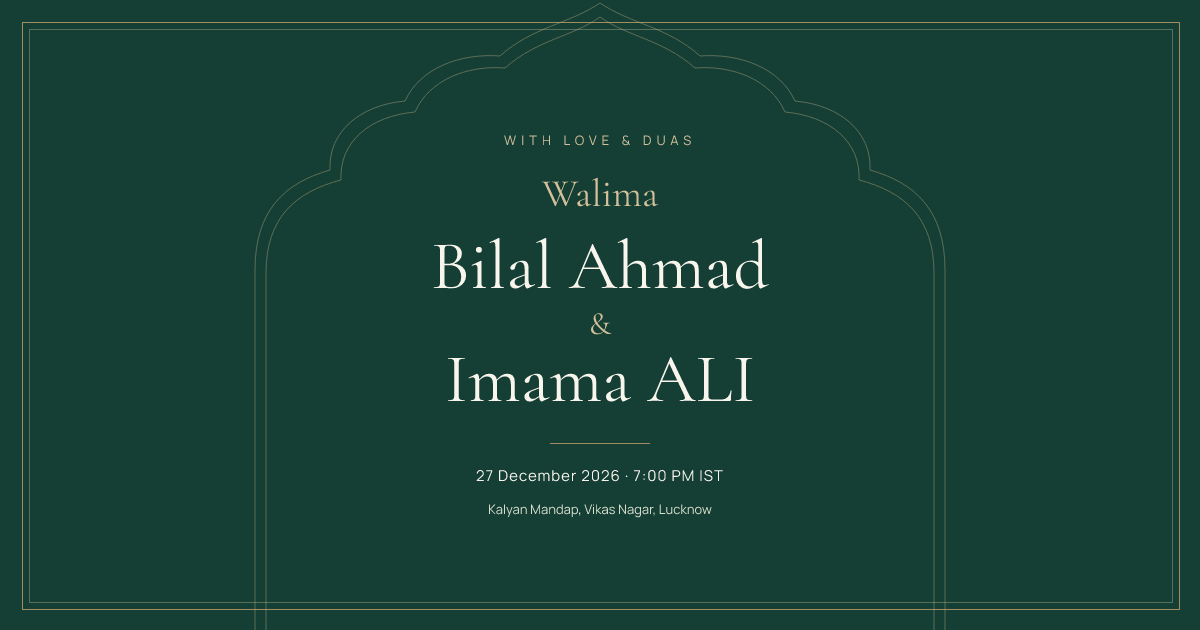 WITH LOVE & DUAS
Walima
Bilal Ahmad
&
Imama ALI
27 December 2026 · 7:00 PM IST
Kalyan Mandap, Vikas Nagar, Lucknow